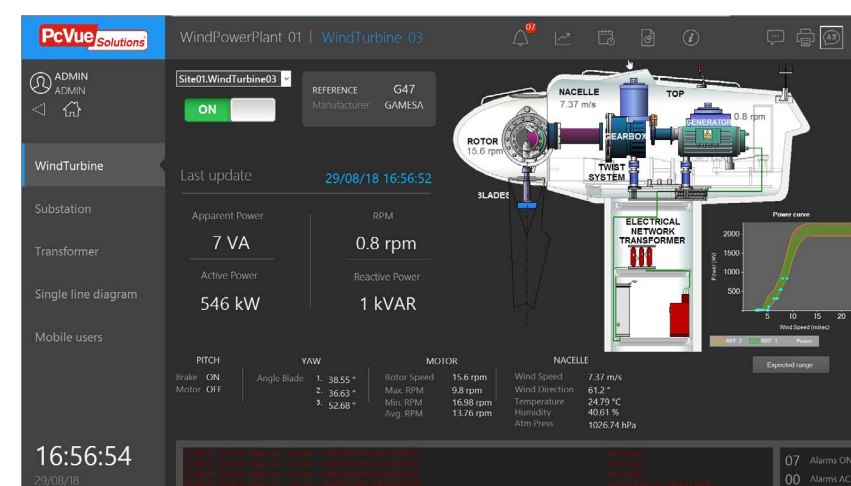 PcVue Solutions
WindPowerPlant 01 | WindTurbine 03
07
ADMIN
ADMIN
Site01.WindTurbine03
ON
REFERENCE G47
Manufacturer GAMESA
Last update 29/08/18 16:56:52
Apparent Power
7 VA
RPM
0.8 rpm
Active Power
546 kW
Reactive Power
1 kVAR
WindTurbine
Substation
Transformer
Single line diagram
Mobile users
NACELLE
7.37 m/s
TOP
ROTOR
15.6 rpm
GEARBOX
GENERATOR
0.8 rpm
TWIST
SYSTEM
BLADES
ELECTRICAL
NETWORK
TRANSFORMER
Power curve
Power (kW)
2000
1500
1000
500
5 10 15 20
Wind Speed (m/sec)
REF 2 REF 1 Power
Expected range
PITCH
Brake ON
Motor OFF
YAW
Angle Blade 1. 38.55 °
2. 36.63 °
3. 52.68 °
MOTOR
Rotor Speed 15.6 rpm
Max. RPM 9.8 rpm
Min. RPM 16.98 rpm
Avg. RPM 13.76 rpm
NACELLE
Wind Speed 7.37 m/s
Wind Direction 61,2 °
Temperature 24.79 °C
Humidity 40.61 %
Atm Press 1026.74 hPa
16:56:54
29/08/18
07 Alarms ON
00 Alarms AC